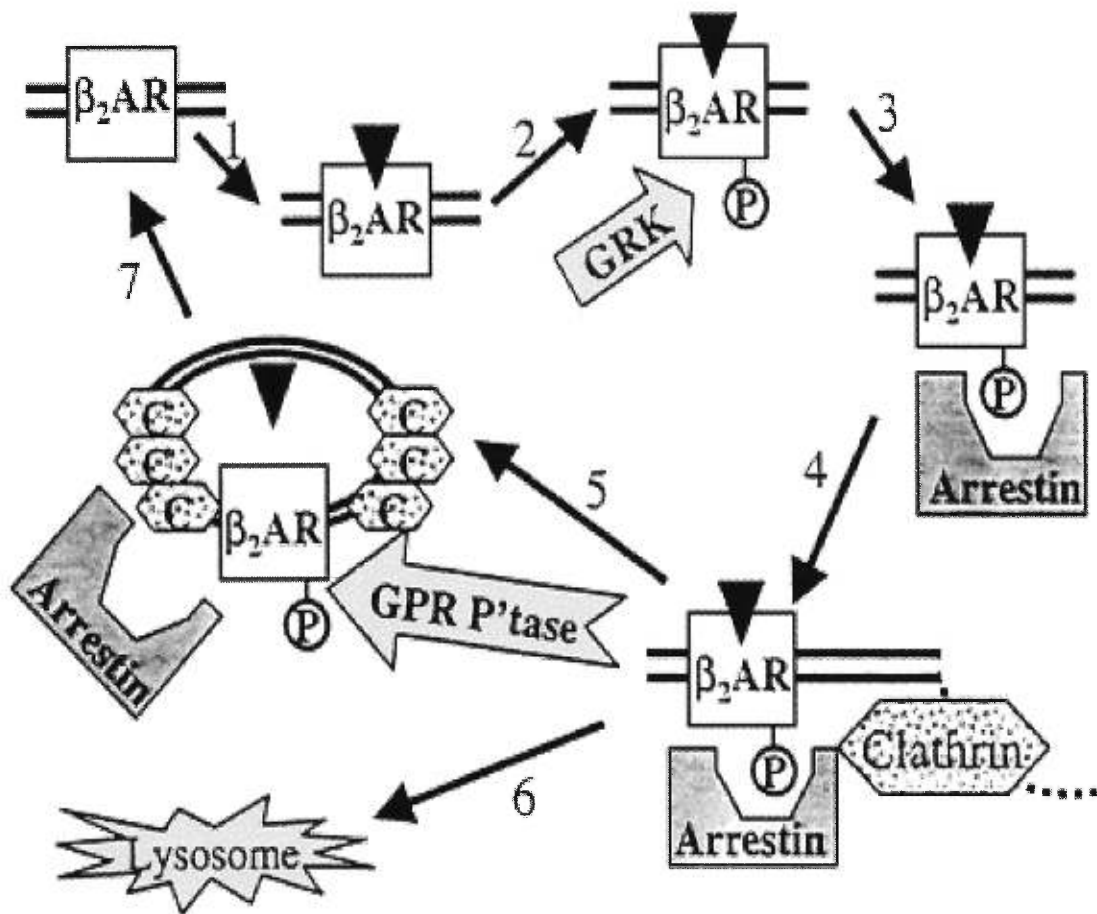 β₂AR
1
β₂AR
2
β₂AR
P
GRK
3
β₂AR
P
Arrestin
4
β₂AR
P
Arrestin
Clathrin
5
GPR P'tase
C
C
C
C
C
C
β₂AR
P
Arrestin
6
Lysosome
7